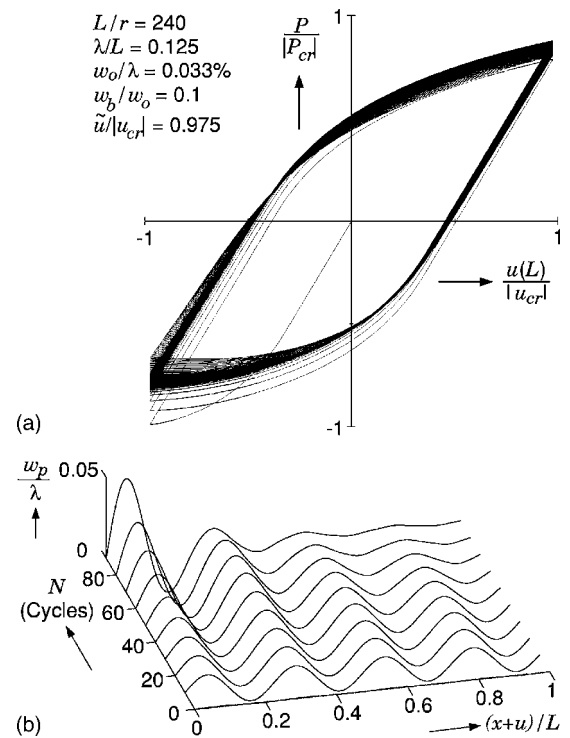 L/r = 240
λ/L = 0.125
w_o/λ = 0.033%
w_b/w_o = 0.1
ũ/|u_cr| = 0.975
P
|P_cr|
1
-1
1
u(L)
|u_cr|
-1
(a)
w_p
λ
0.05
0
80
60
40
20
0
N
(Cycles)
0
0.2
0.4
0.6
0.8
1
(x+u)/L
(b)